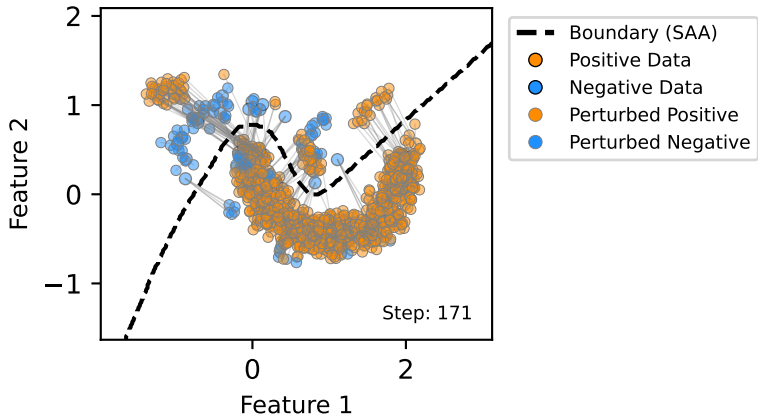 2
1
0
−1
Feature 2
0
2
Feature 1
Step: 171
Boundary (SAA)
Positive Data
Negative Data
Perturbed Positive
Perturbed Negative